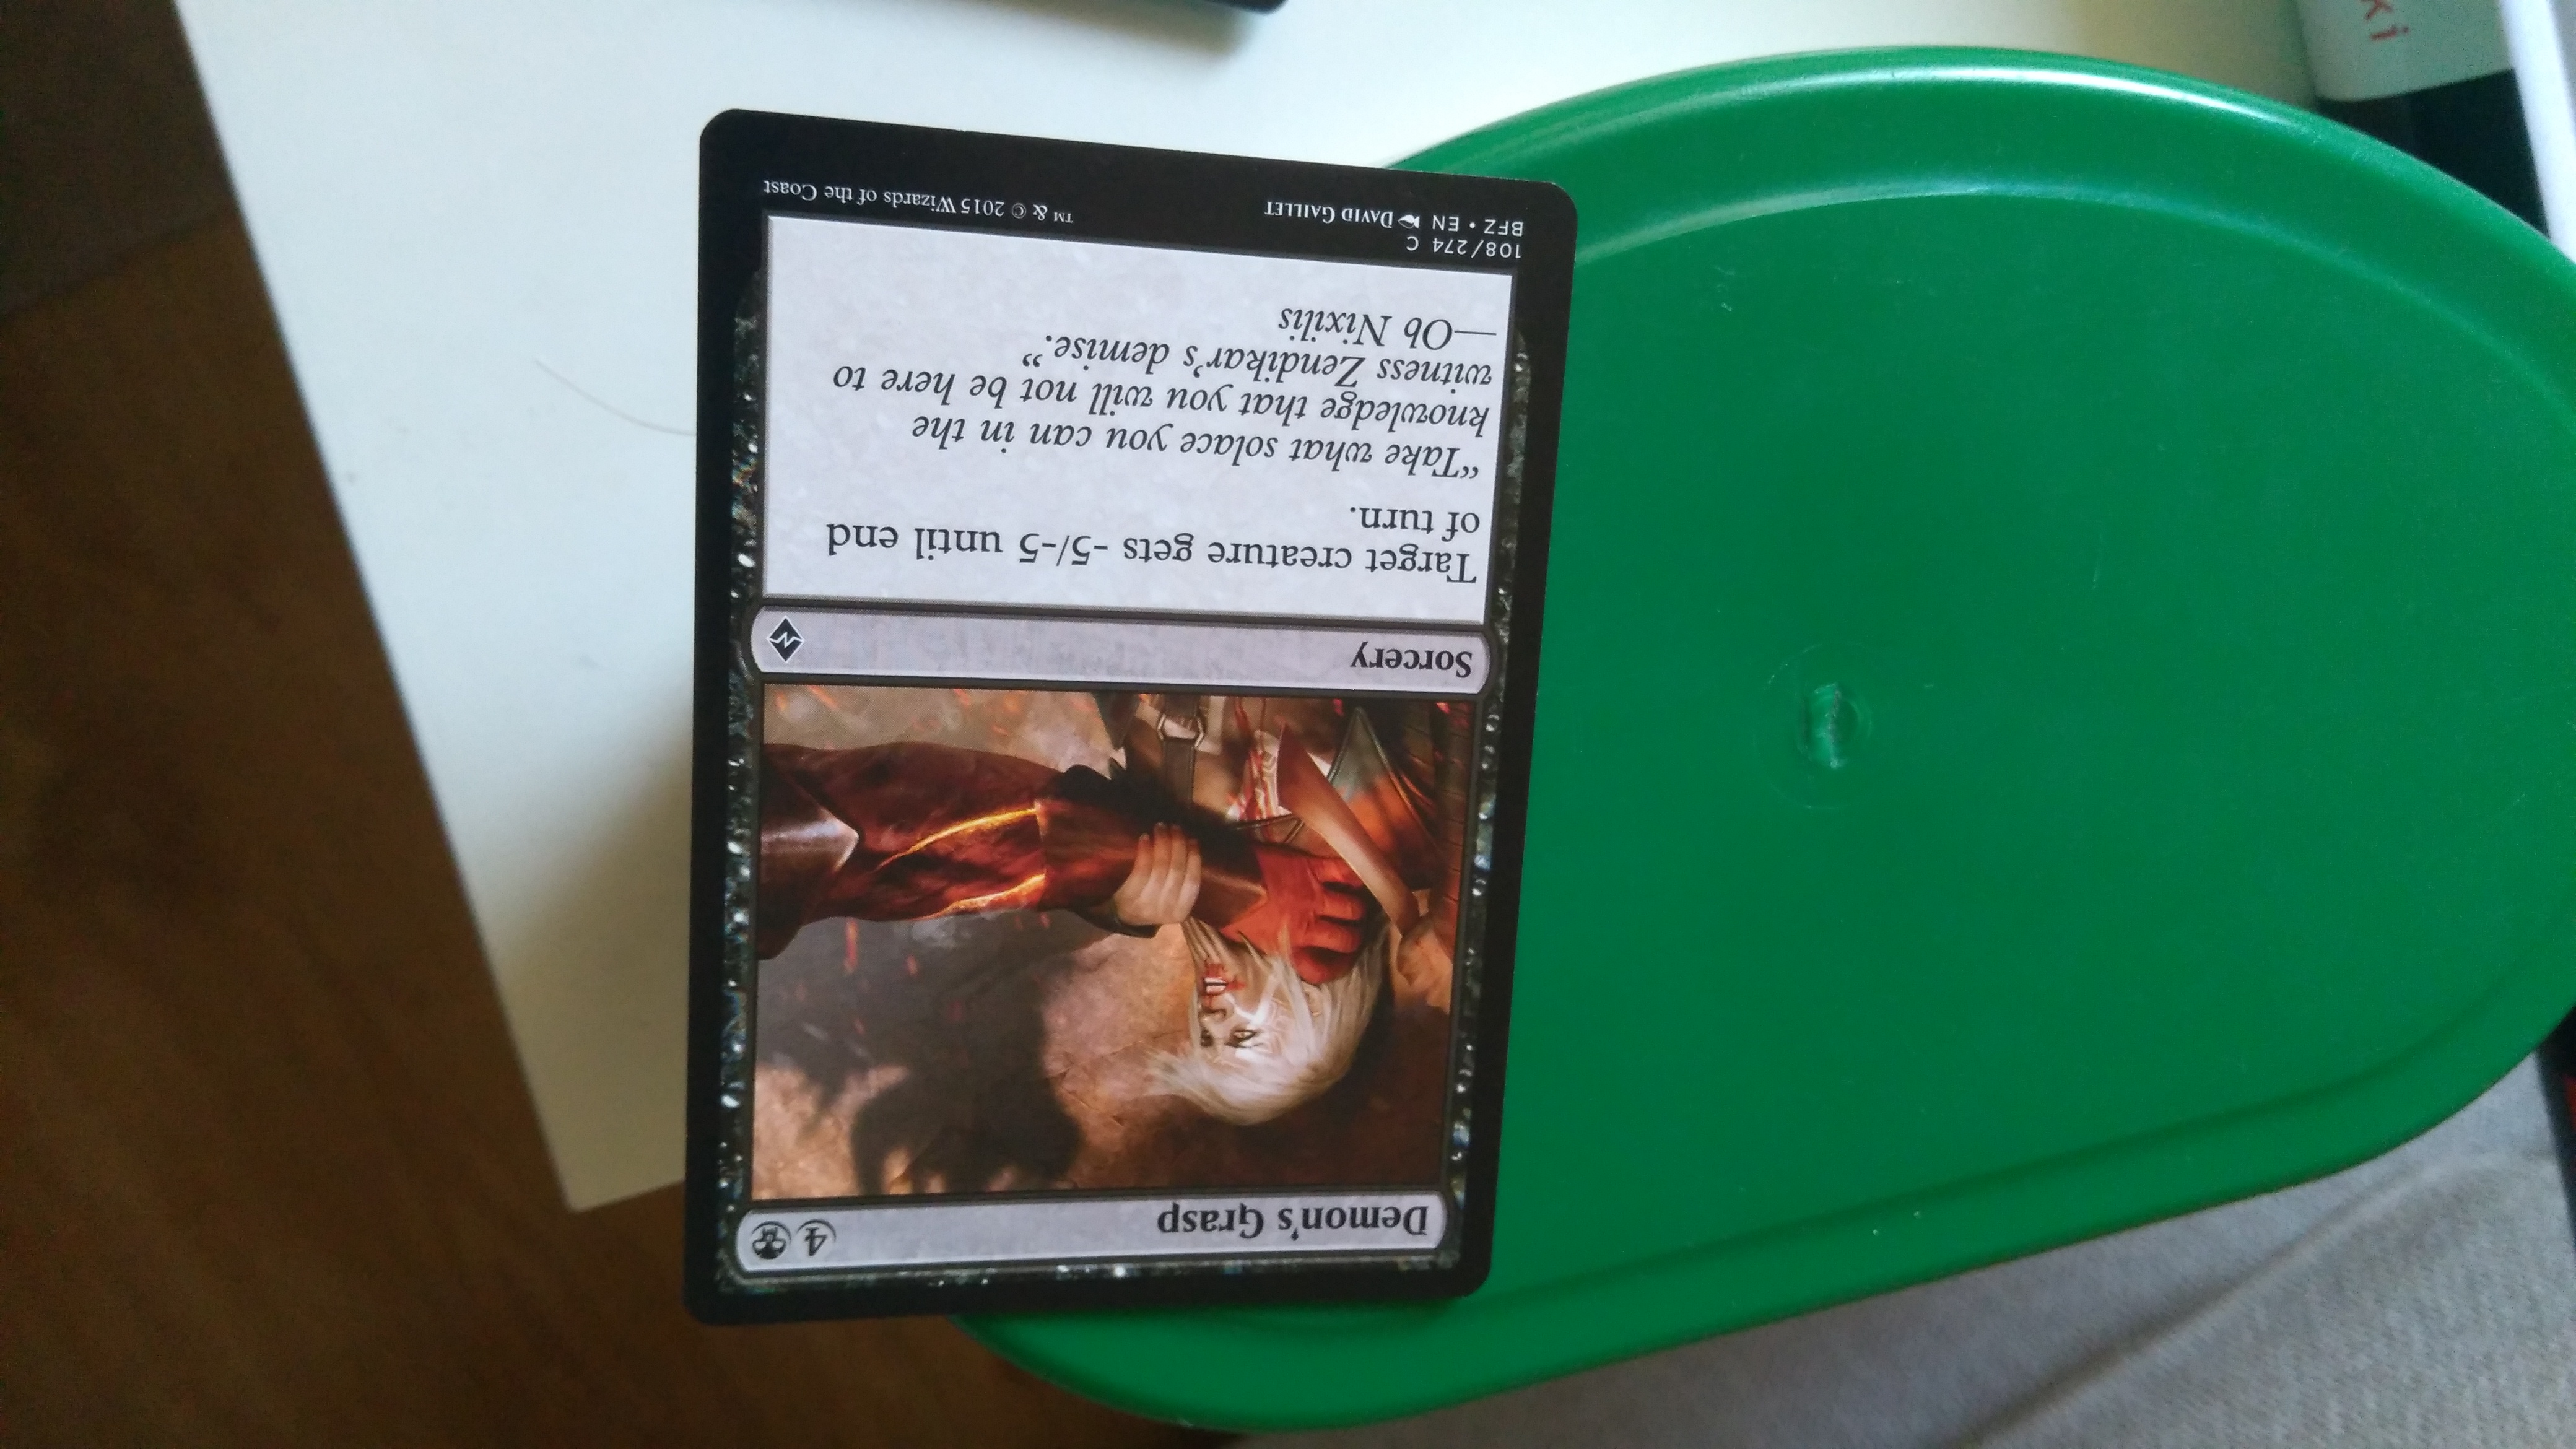 Demon's Grasp
4
Sorcery
Target creature gets -5/-5 until end
of turn.
“Take what solace you can in the
knowledge that you will not be here to
witness Zendikar's demise.”
—Ob Nixilis
108/274 C
BFZ • EN DAVID GAILLET
™ & © 2015 Wizards of the Coast
ki